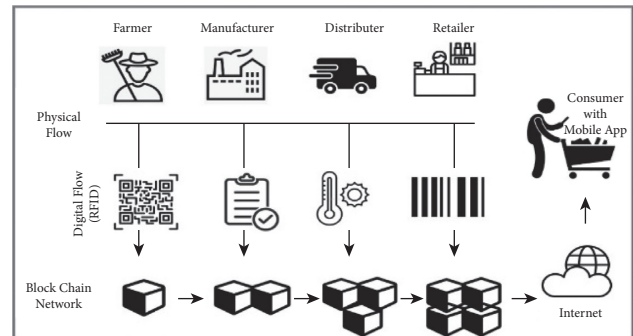 Farmer
Manufacturer
Distributer
Retailer
Physical
Flow
Consumer
with
Mobile App
Digital Flow
(RFID)
Block Chain
Network
Internet